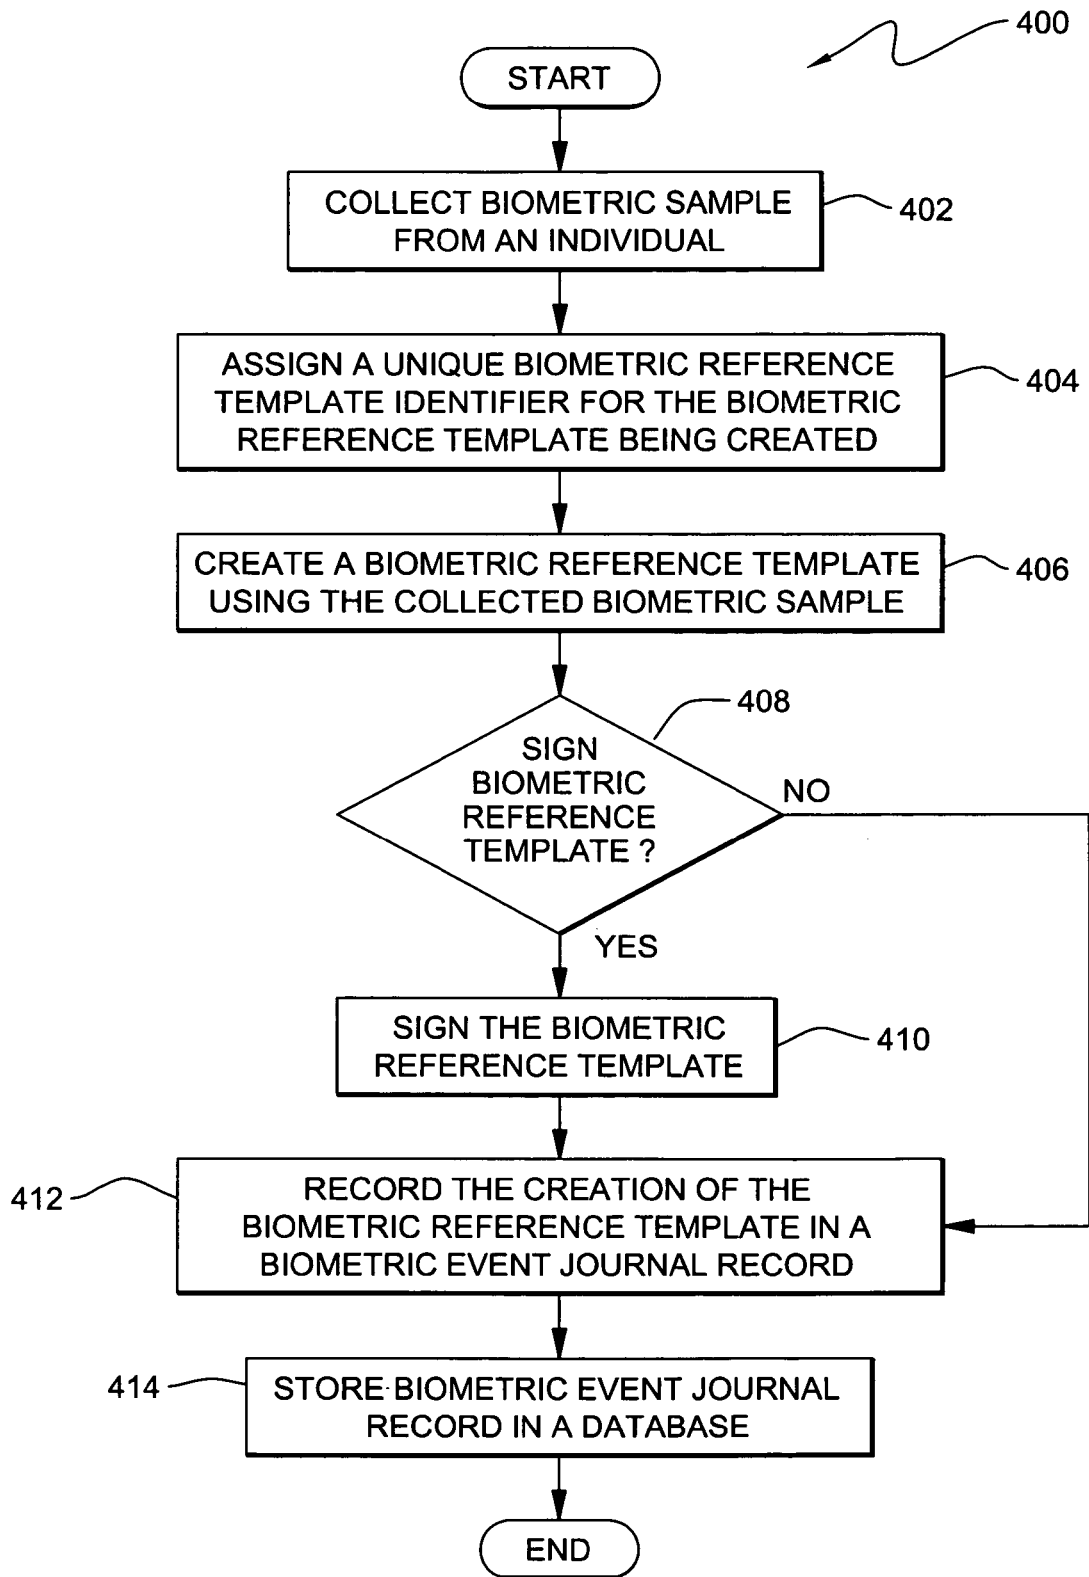 400
START
COLLECT BIOMETRIC SAMPLE
FROM AN INDIVIDUAL
402
ASSIGN A UNIQUE BIOMETRIC REFERENCE
TEMPLATE IDENTIFIER FOR THE BIOMETRIC
REFERENCE TEMPLATE BEING CREATED
404
CREATE A BIOMETRIC REFERENCE TEMPLATE
USING THE COLLECTED BIOMETRIC SAMPLE
406
408
SIGN
BIOMETRIC
REFERENCE
TEMPLATE ?
NO
YES
SIGN THE BIOMETRIC
REFERENCE TEMPLATE
410
412
RECORD THE CREATION OF THE
BIOMETRIC REFERENCE TEMPLATE IN A
BIOMETRIC EVENT JOURNAL RECORD
414
STORE BIOMETRIC EVENT JOURNAL
RECORD IN A DATABASE
END